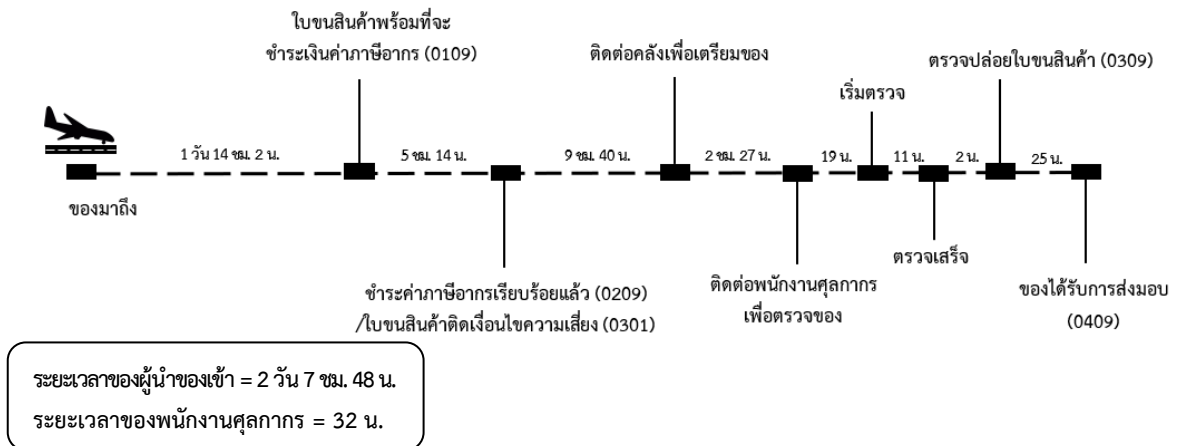 ใบขนสินค้าพร้อมที่จะ
ชำระเงินค่าภาษีอากร (0109)
ติดต่อคลังเพื่อเตรียมของ
ตรวจปล่อยใบขนสินค้า (0309)
เริ่มตรวจ
1 วัน 14 ชม. 2 น.
5 ชม. 14 น.
9 ชม. 40 น.
2 ชม. 27 น.
19 น.
11 น.
2 น.
25 น.
ของมาถึง
ตรวจเสร็จ
ชำระค่าภาษีอากรเรียบร้อยแล้ว (0209)
/ใบขนสินค้าติดเงื่อนไขความเสี่ยง (0301)
ติดต่อพนักงานศุลกากร
เพื่อตรวจของ
ของได้รับการส่งมอบ
(0409)
ระยะเวลาของผู้นำของเข้า = 2 วัน 7 ชม. 48 น.
ระยะเวลาของพนักงานศุลกากร = 32 น.